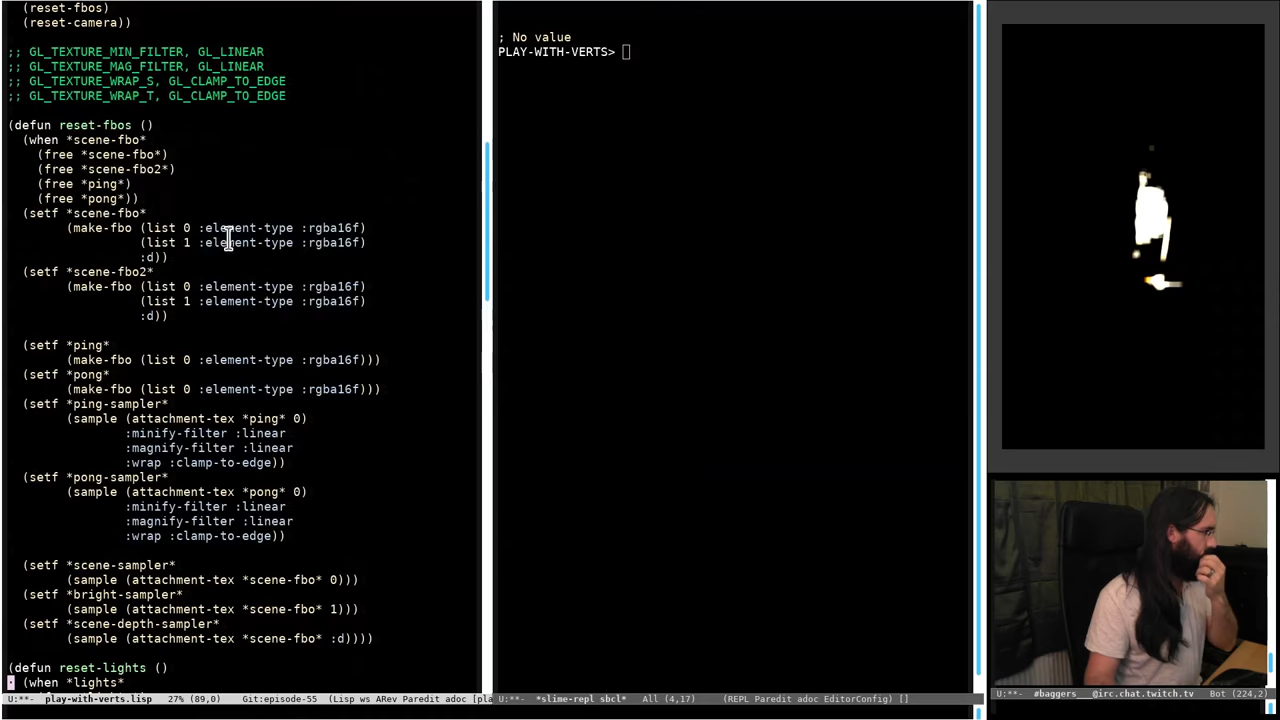 (reset-fbos)
(reset-camera))
;; GL_TEXTURE_MIN_FILTER, GL_LINEAR
;; GL_TEXTURE_MAG_FILTER, GL_LINEAR
;; GL_TEXTURE_WRAP_S, GL_CLAMP_TO_EDGE
;; GL_TEXTURE_WRAP_T, GL_CLAMP_TO_EDGE
(defun reset-fbos ()
(when *scene-fbo*
(free *scene-fbo*)
(free *scene-fbo2*)
(free *ping*)
(free *pong*))
(setf *scene-fbo*
(make-fbo (list 0 :element-type :rgba16f)
(list 1 :element-type :rgba16f)
:d))
(setf *scene-fbo2*
(make-fbo (list 0 :element-type :rgba16f)
(list 1 :element-type :rgba16f)
:d))
(setf *ping*
(make-fbo (list 0 :element-type :rgba16f)))
(setf *pong*
(make-fbo (list 0 :element-type :rgba16f)))
(setf *ping-sampler*
(sample (attachment-tex *ping* 0)
:minify-filter :linear
:magnify-filter :linear
:wrap :clamp-to-edge))
(setf *pong-sampler*
(sample (attachment-tex *pong* 0)
:minify-filter :linear
:magnify-filter :linear
:wrap :clamp-to-edge))
(setf *scene-sampler*
(sample (attachment-tex *scene-fbo* 0)))
(setf *bright-sampler*
(sample (attachment-tex *scene-fbo* 1)))
(setf *scene-depth-sampler*
(sample (attachment-tex *scene-fbo* :d))))
(defun reset-lights ()
(when *lights*
U:**- play-with-verts.lisp 27% (89,0) Git:episode-55 (Lisp ws ARev Paredit adoc [pla
; No value
PLAY-WITH-VERTS>
U:**- *slime-repl sbcl* All (4,17) (REPL Paredit adoc EditorConfig) []
U:**- #baggers___@irc.chat.twitch.tv Bot (224,2)